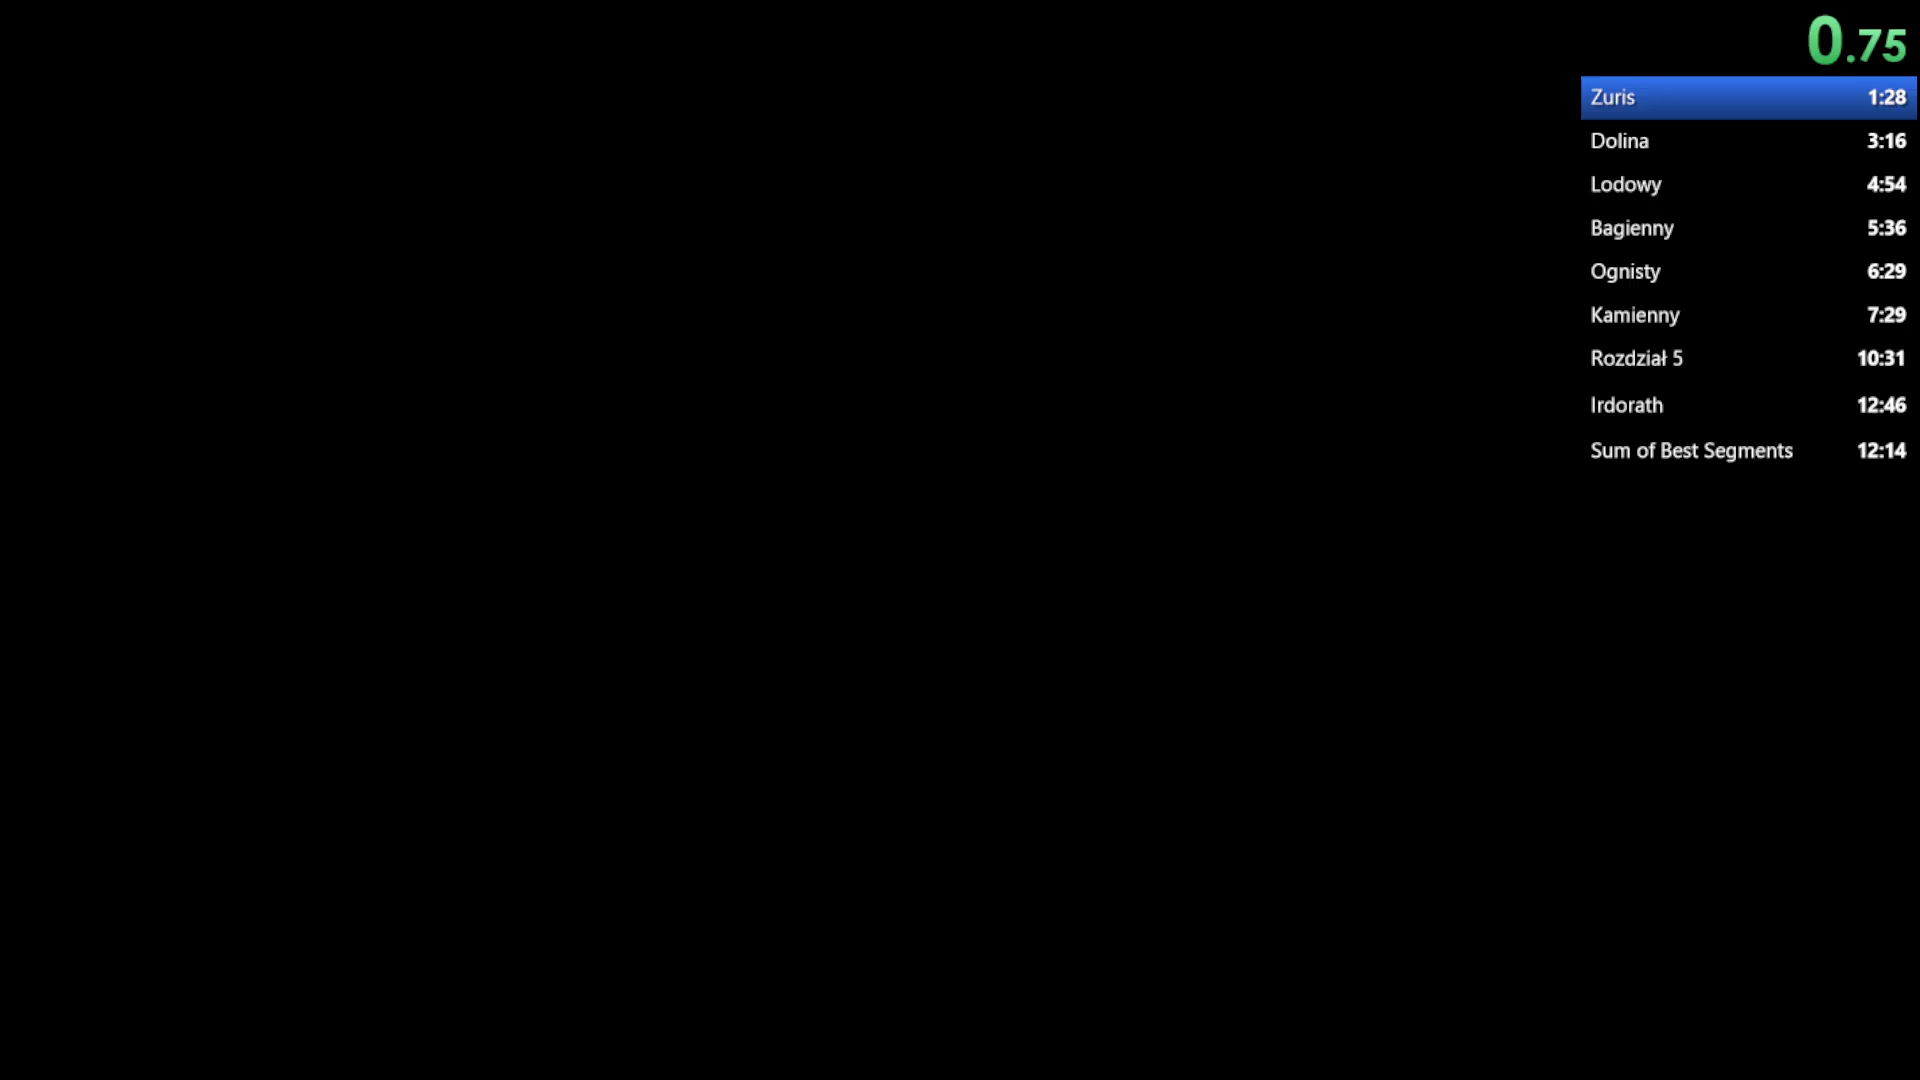 0.75
Zuris 1:28
Dolina 3:16
Lodowy 4:54
Bagienny 5:36
Ognisty 6:29
Kamienny 7:29
Rozdział 5 10:31
Irdorath 12:46
Sum of Best Segments 12:14